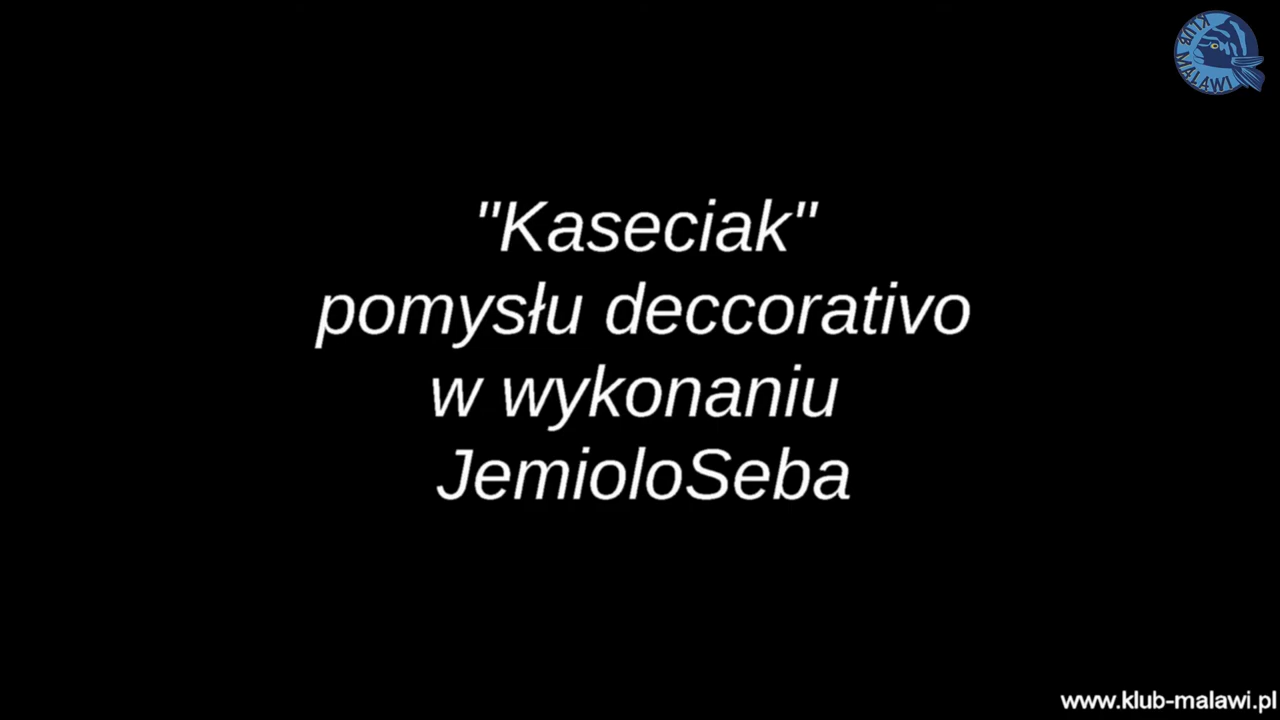 KLUB
MALAWI
"Kaseciak"
pomysłu deccorativo
w wykonaniu
JemioloSeba
www.klub-malawi.pl